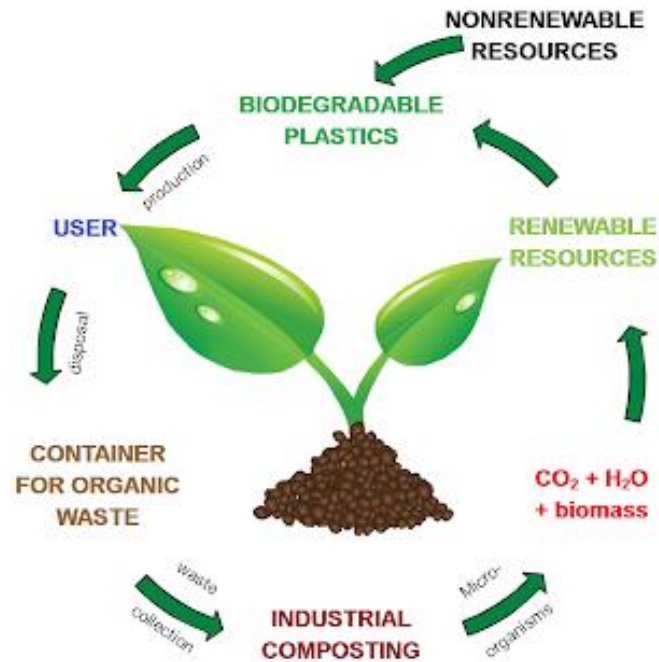 NONRENEWABLE
RESOURCES
BIODEGRADABLE
PLASTICS
production
USER
RENEWABLE
RESOURCES
disposal
CONTAINER
FOR ORGANIC
WASTE
CO₂ + H₂O
+ biomass
waste
collection
INDUSTRIAL
COMPOSTING
Micro-
organisms